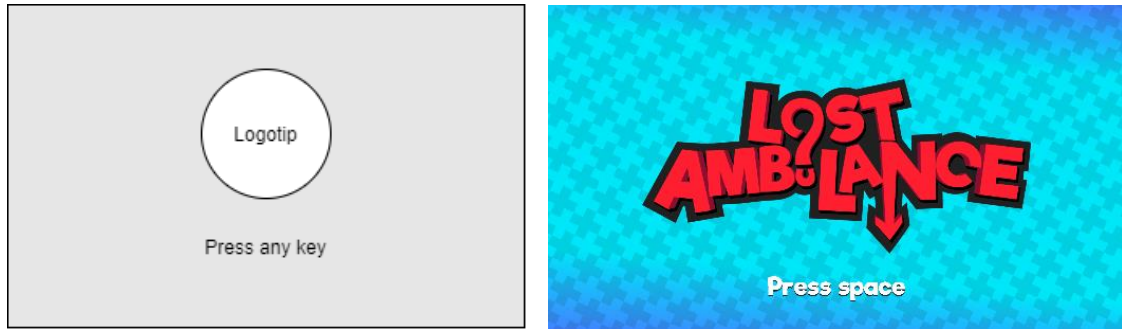 Logotip
Press any key
LOST
AMBULANCE
Press space